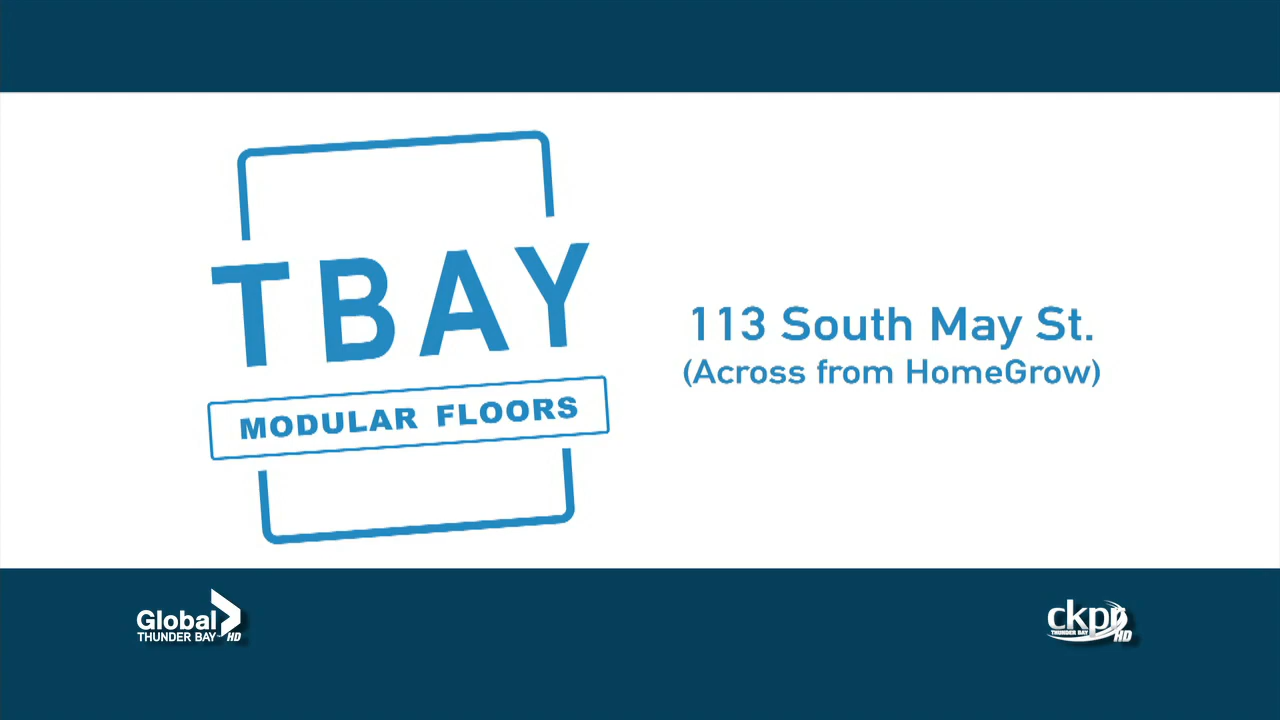 TBAY
MODULAR FLOORS
113 South May St.
(Across from HomeGrow)
Global
THUNDER BAY HD
ckpr
THUNDER BAY
HD